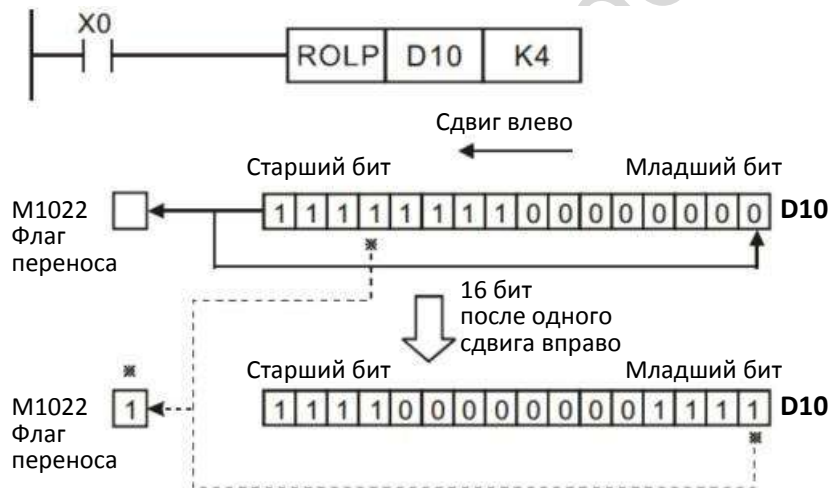 X0
ROLP D10 K4
Сдвиг влево
Старший бит Младший бит
M1022 1 1 1 1 1 1 1 1 0 0 0 0 0 0 0 0 D10
Флаг
переноса
※
16 бит
после одного
сдвига вправо
※ Старший бит Младший бит
M1022 1 1 1 1 1 0 0 0 0 0 0 0 0 1 1 1 1 D10
Флаг
переноса
※